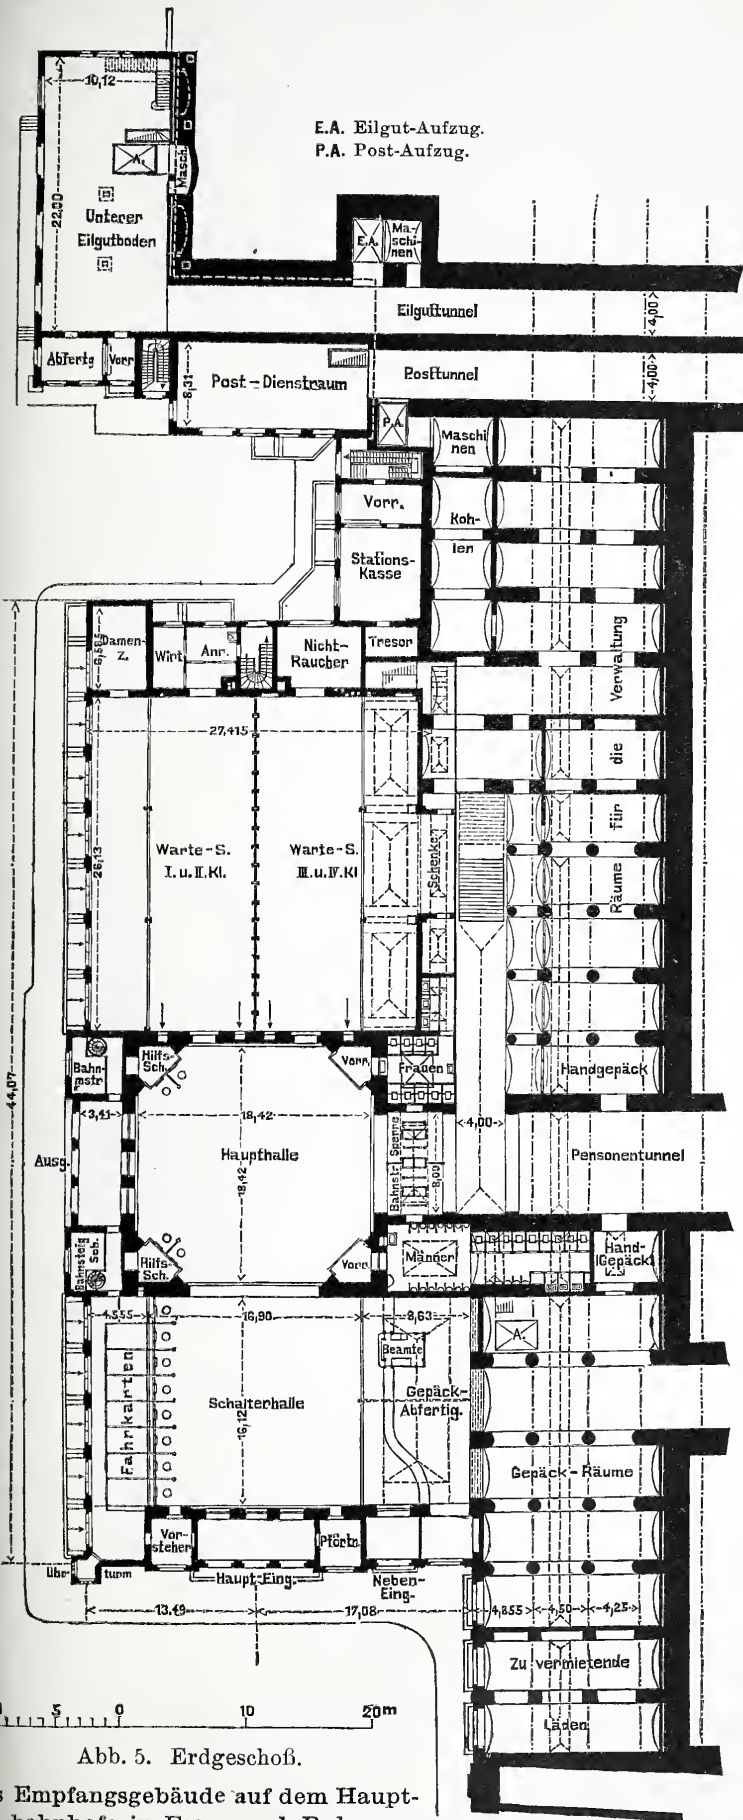 10,12
E.A. Eilgut-Aufzug.
P.A. Post-Aufzug.
A.
Masch.
22,00
Unterer
Eilgutboden
E.A.
Ma-
schi-
nen
Eilguttunnel
4,00
Abfertg
Vorr.
8,31
Post-Dienstraum
Posttunnel
4,00
P.A.
Maschi
nen
Vorr.
Koh-
len
Stations-
Kasse
Damen-
Z.
Wirt
Anr.
Nicht-
Raucher
Tresor
Verwaltung
die
für
Räume
27,415
26,13
Warte-S.
I.u.II.Kl.
Warte-S.
III.u.IV.Kl
Schenken
44,07
Bahn-
mstr
Hilfs-
Sch.
Vorr.
Frauen
Handgepäck
3,41
18,42
4,00
Ausg.
Haupthalle
18,42
Bahnst. Sperre
8,09
Personentunnel
Bahnsteig
Sch.
Hilfs-
Sch.
Vorr.
Männer
Hand-
Gepäck
4,555
16,90
8,63
A.
Beamte
Fahrkarten
Schalterhalle
16,12
Gepäck-
Abfertig.
Gepäck-Räume
Vor-
steher
Pförtn.
Uhr-
turm
Haupt-Eing.
Neben-
Eing.
13,49
17,08
4,855
4,50
4,25
Zu vermietende
Läden
5
0
10
20m
Abb. 5. Erdgeschoß.
Empfangsgebäude auf dem Haupt-